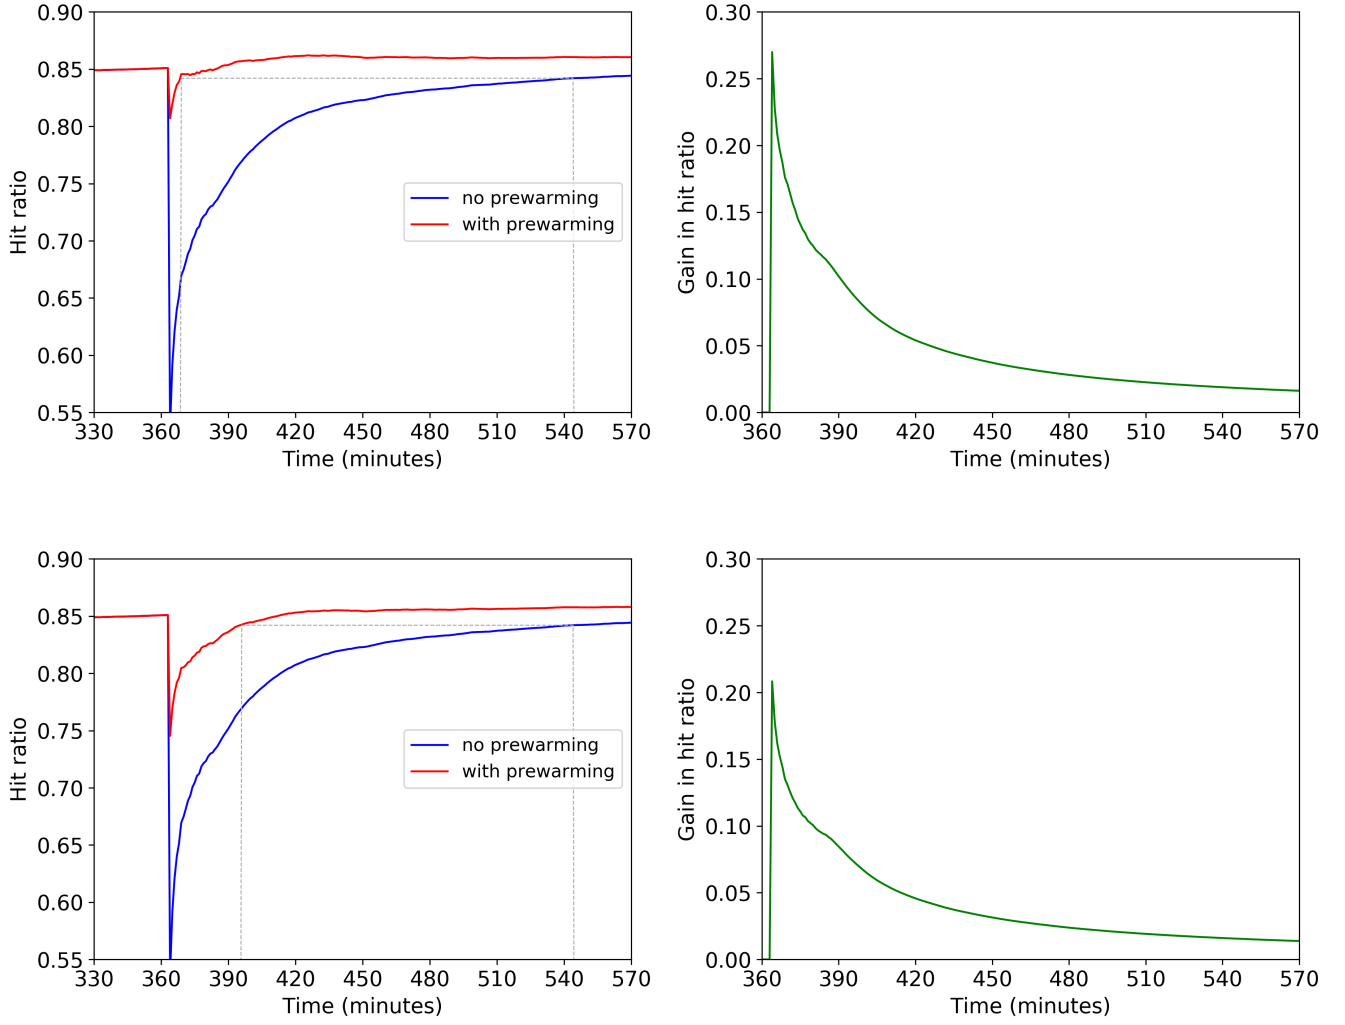 0.90
0.85
0.80
0.75
0.70
0.65
0.60
0.55
Hit ratio
330 360 390 420 450 480 510 540 570
Time (minutes)
no prewarming
with prewarming
0.30
0.25
0.20
0.15
0.10
0.05
0.00
Gain in hit ratio
360 390 420 450 480 510 540 570
Time (minutes)
0.90
0.85
0.80
0.75
0.70
0.65
0.60
0.55
Hit ratio
330 360 390 420 450 480 510 540 570
Time (minutes)
no prewarming
with prewarming
0.30
0.25
0.20
0.15
0.10
0.05
0.00
Gain in hit ratio
360 390 420 450 480 510 540 570
Time (minutes)